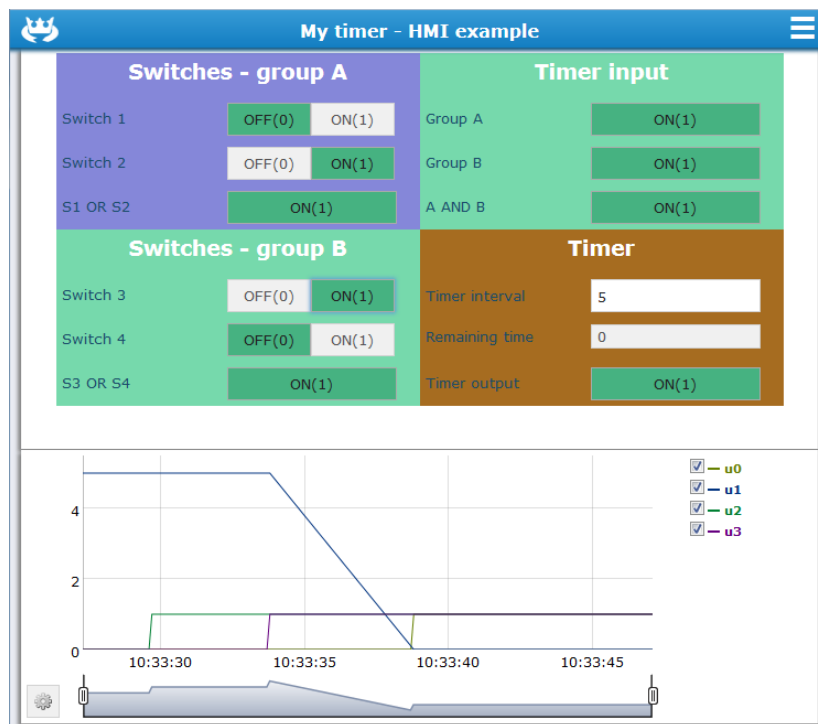 My timer - HMI example
Switches - group A
Switch 1 OFF(0) ON(1)
Switch 2 OFF(0) ON(1)
S1 OR S2 ON(1)
Timer input
Group A ON(1)
Group B ON(1)
A AND B ON(1)
Switches - group B
Switch 3 OFF(0) ON(1)
Switch 4 OFF(0) ON(1)
S3 OR S4 ON(1)
Timer
Timer interval 5
Remaining time 0
Timer output ON(1)
4
2
0
10:33:30 10:33:35 10:33:40 10:33:45
u0
u1
u2
u3